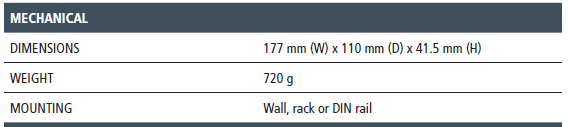 MECHANICAL
DIMENSIONS 177 mm (W) x 110 mm (D) x 41.5 mm (H)
WEIGHT 720 g
MOUNTING Wall, rack or DIN rail